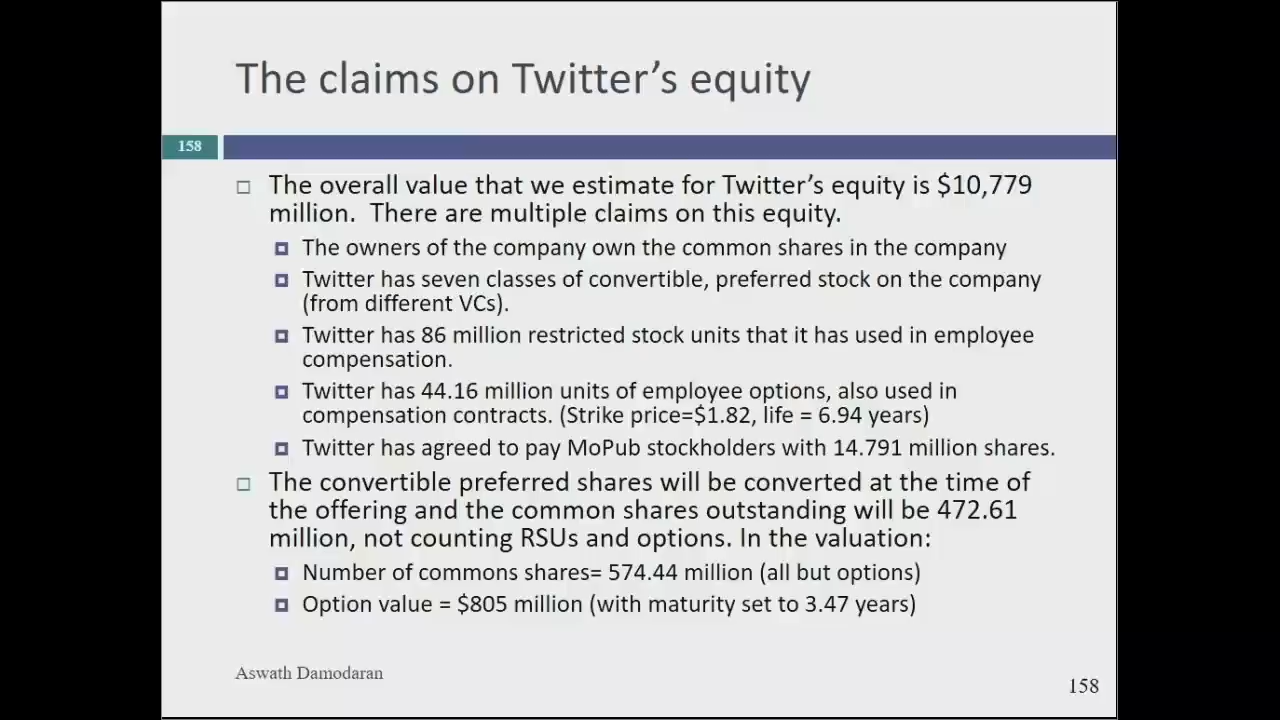 The claims on Twitter’s equity
158
The overall value that we estimate for Twitter’s equity is $10,779
million.  There are multiple claims on this equity.
The owners of the company own the common shares in the company
Twitter has seven classes of convertible, preferred stock on the company
(from different VCs).
Twitter has 86 million restricted stock units that it has used in employee
compensation.
Twitter has 44.16 million units of employee options, also used in
compensation contracts. (Strike price=$1.82, life = 6.94 years)
Twitter has agreed to pay MoPub stockholders with 14.791 million shares.
The convertible preferred shares will be converted at the time of
the offering and the common shares outstanding will be 472.61
million, not counting RSUs and options. In the valuation:
Number of commons shares= 574.44 million (all but options)
Option value = $805 million (with maturity set to 3.47 years)
Aswath Damodaran
158